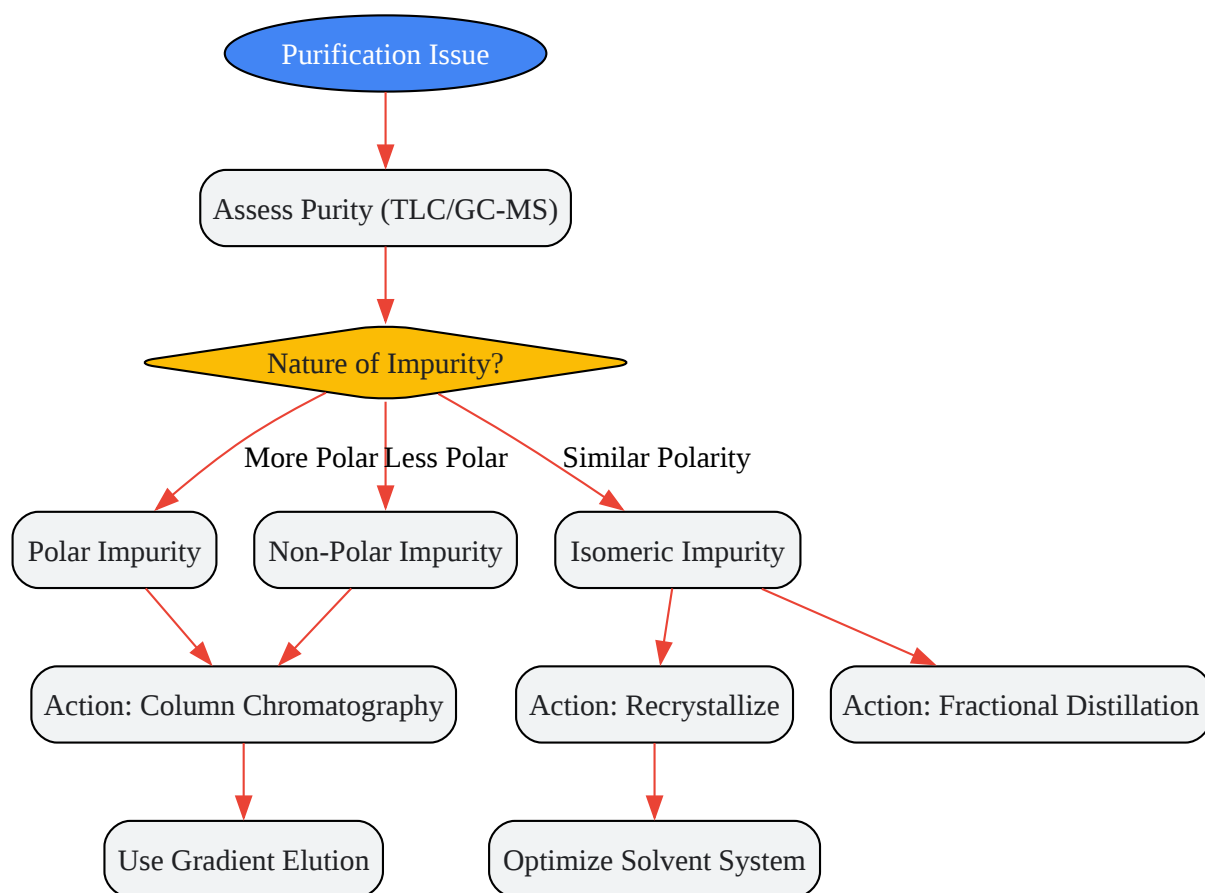 Purification Issue
Assess Purity (TLC/GC-MS)
Nature of Impurity?
More Polar
Less Polar
Similar Polarity
Polar Impurity
Non-Polar Impurity
Isomeric Impurity
Action: Column Chromatography
Action: Recrystallize
Action: Fractional Distillation
Use Gradient Elution
Optimize Solvent System